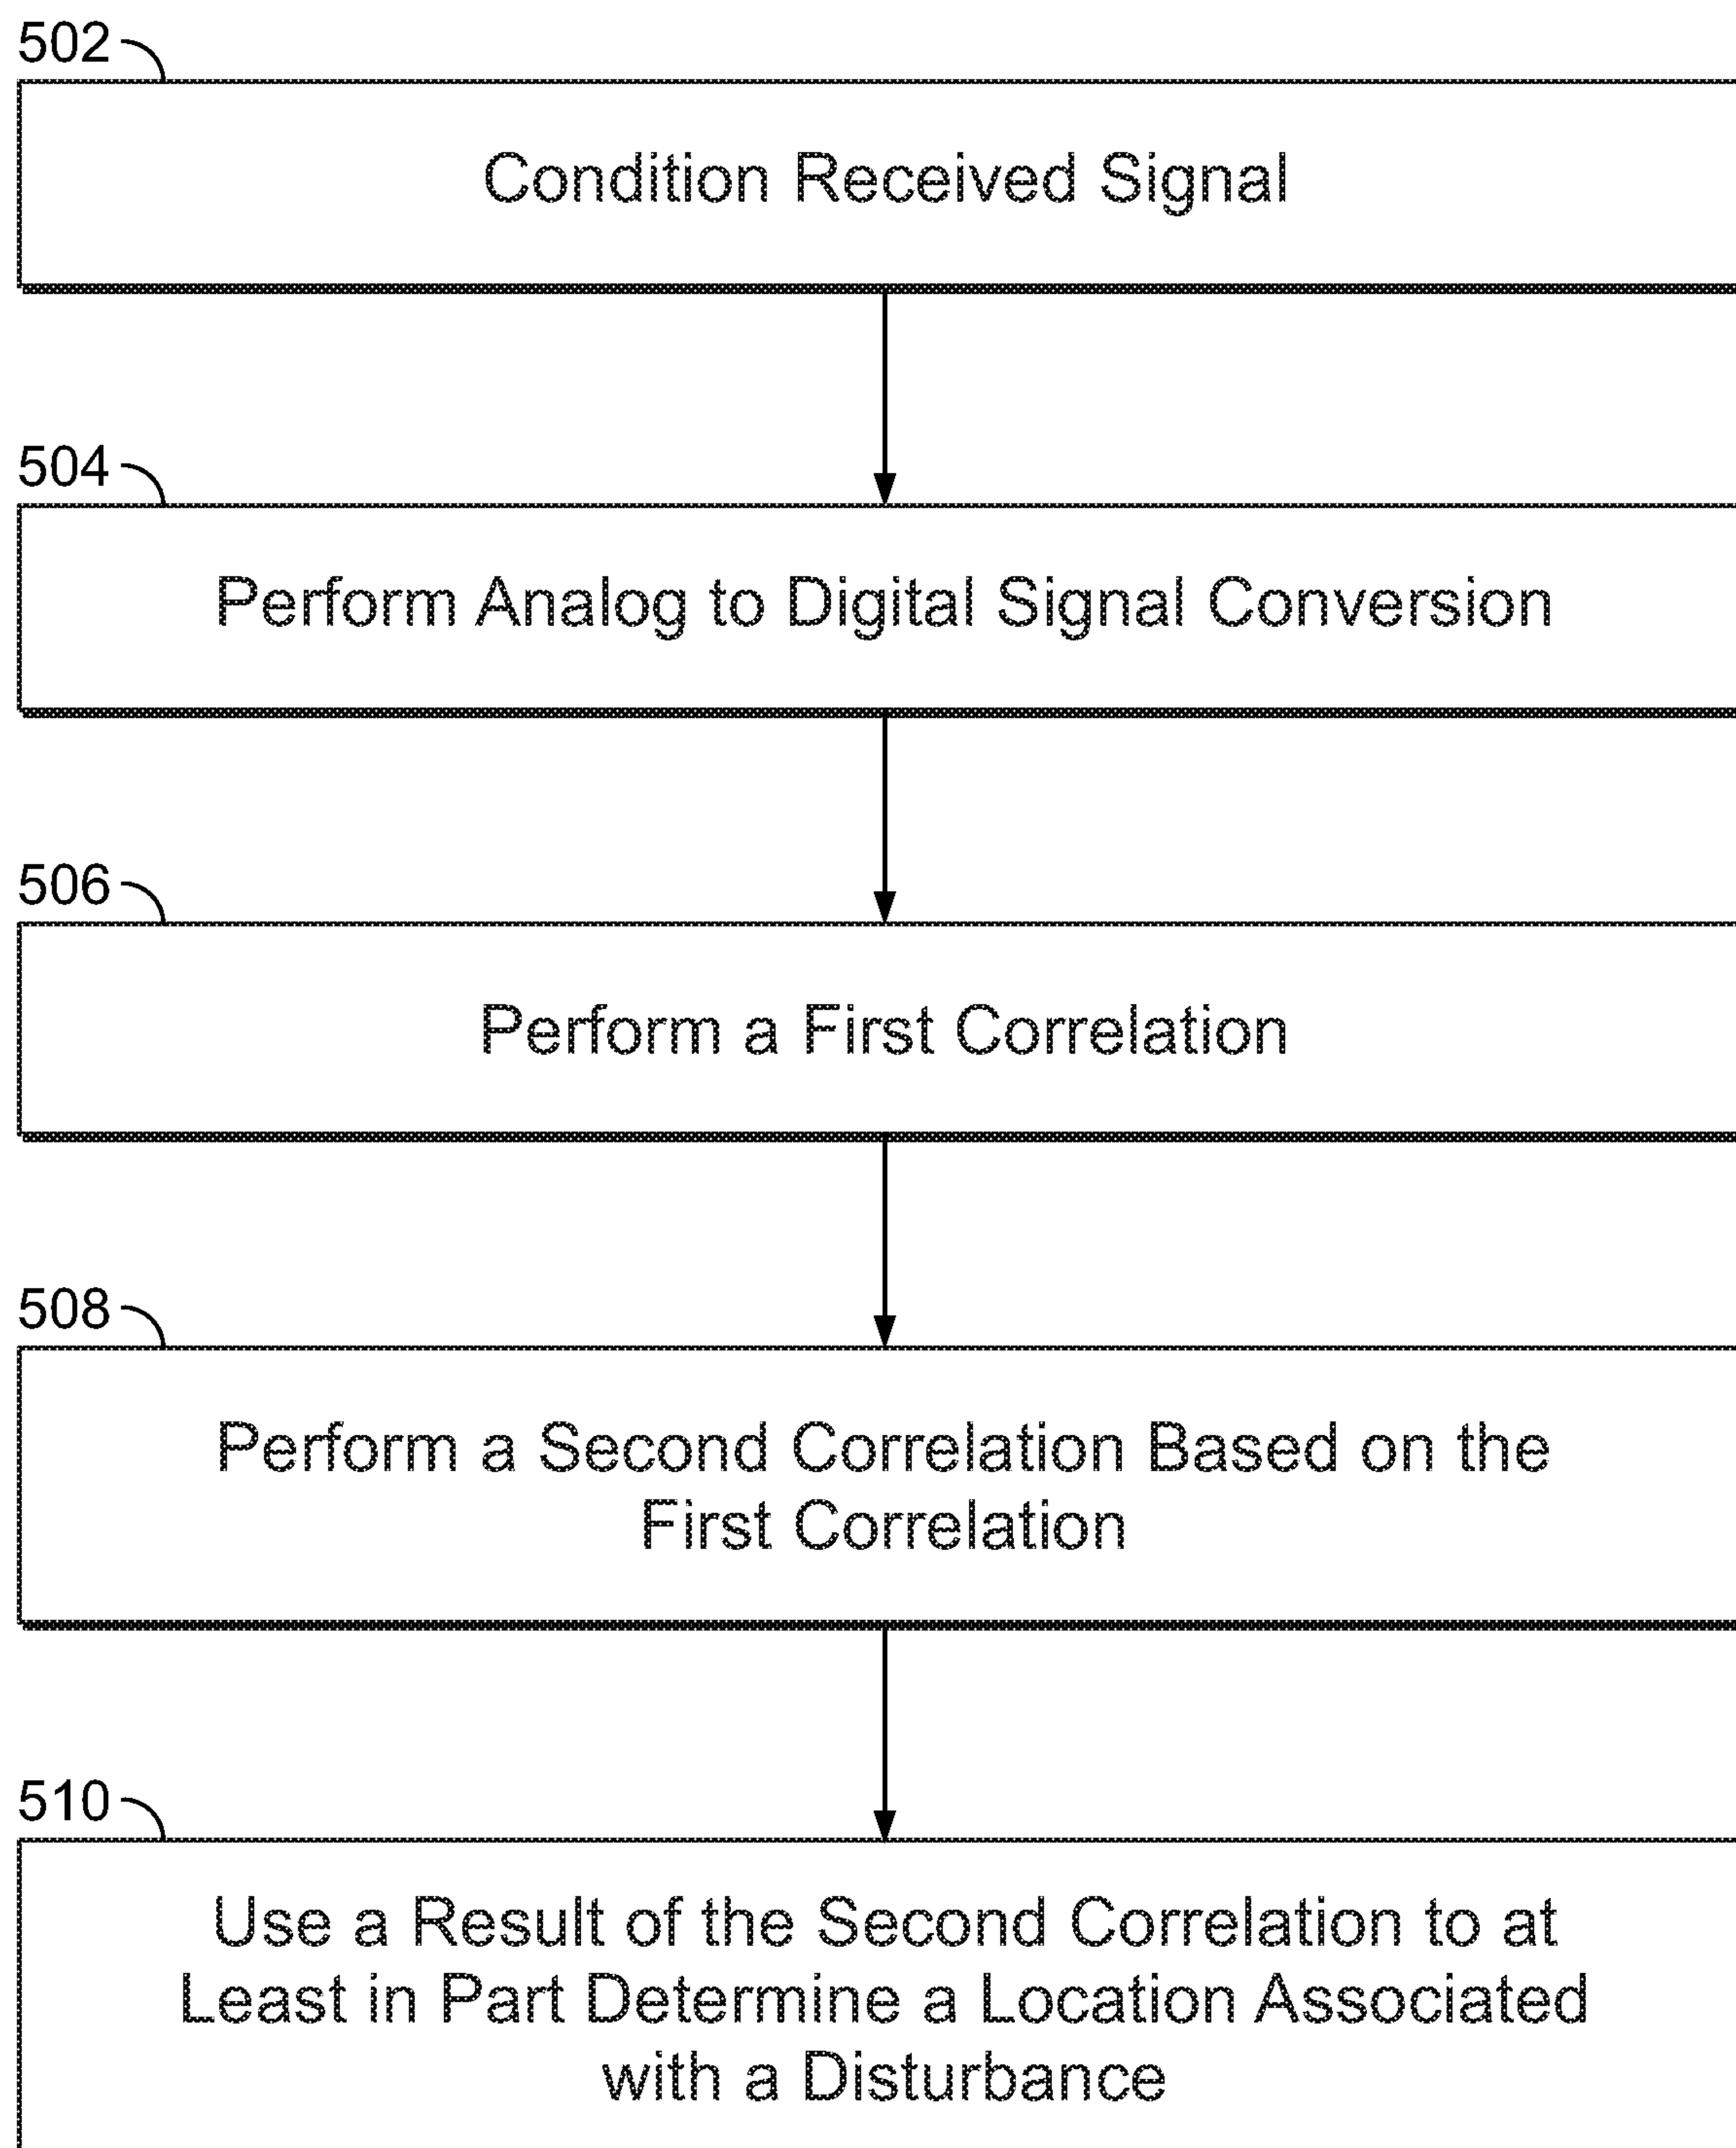 502
Condition Received Signal
504
Perform Analog to Digital Signal Conversion
506
Perform a First Correlation
508
Perform a Second Correlation Based on the
First Correlation
510
Use a Result of the Second Correlation to at
Least in Part Determine a Location Associated
with a Disturbance